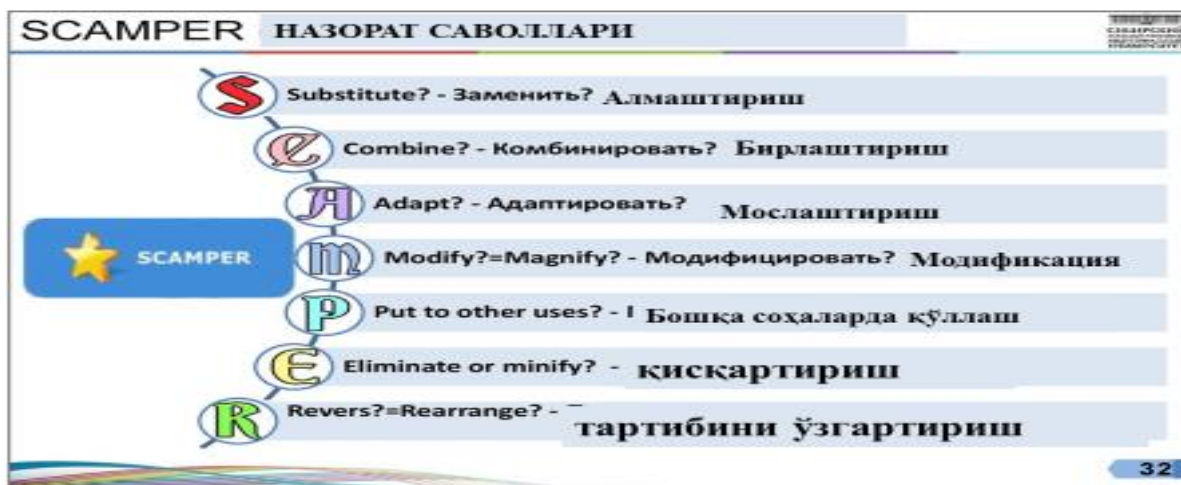 SCAMPER НАЗОРАТ САВОЛЛАРИ
S Substitute? - Заменить? Алмаштириш
C Combine? - Комбинировать? Бирлаштириш
A Adapt? - Адаптировать? Мослаштириш
SCAMPER
m Modify?=Magnify? - Модифицировать? Модификация
P Put to other uses? - Бошқа соҳаларда қўллаш
E Eliminate or minify? - қисқартириш
R Revers?=Rearrange? - тартибини ўзгартириш
32